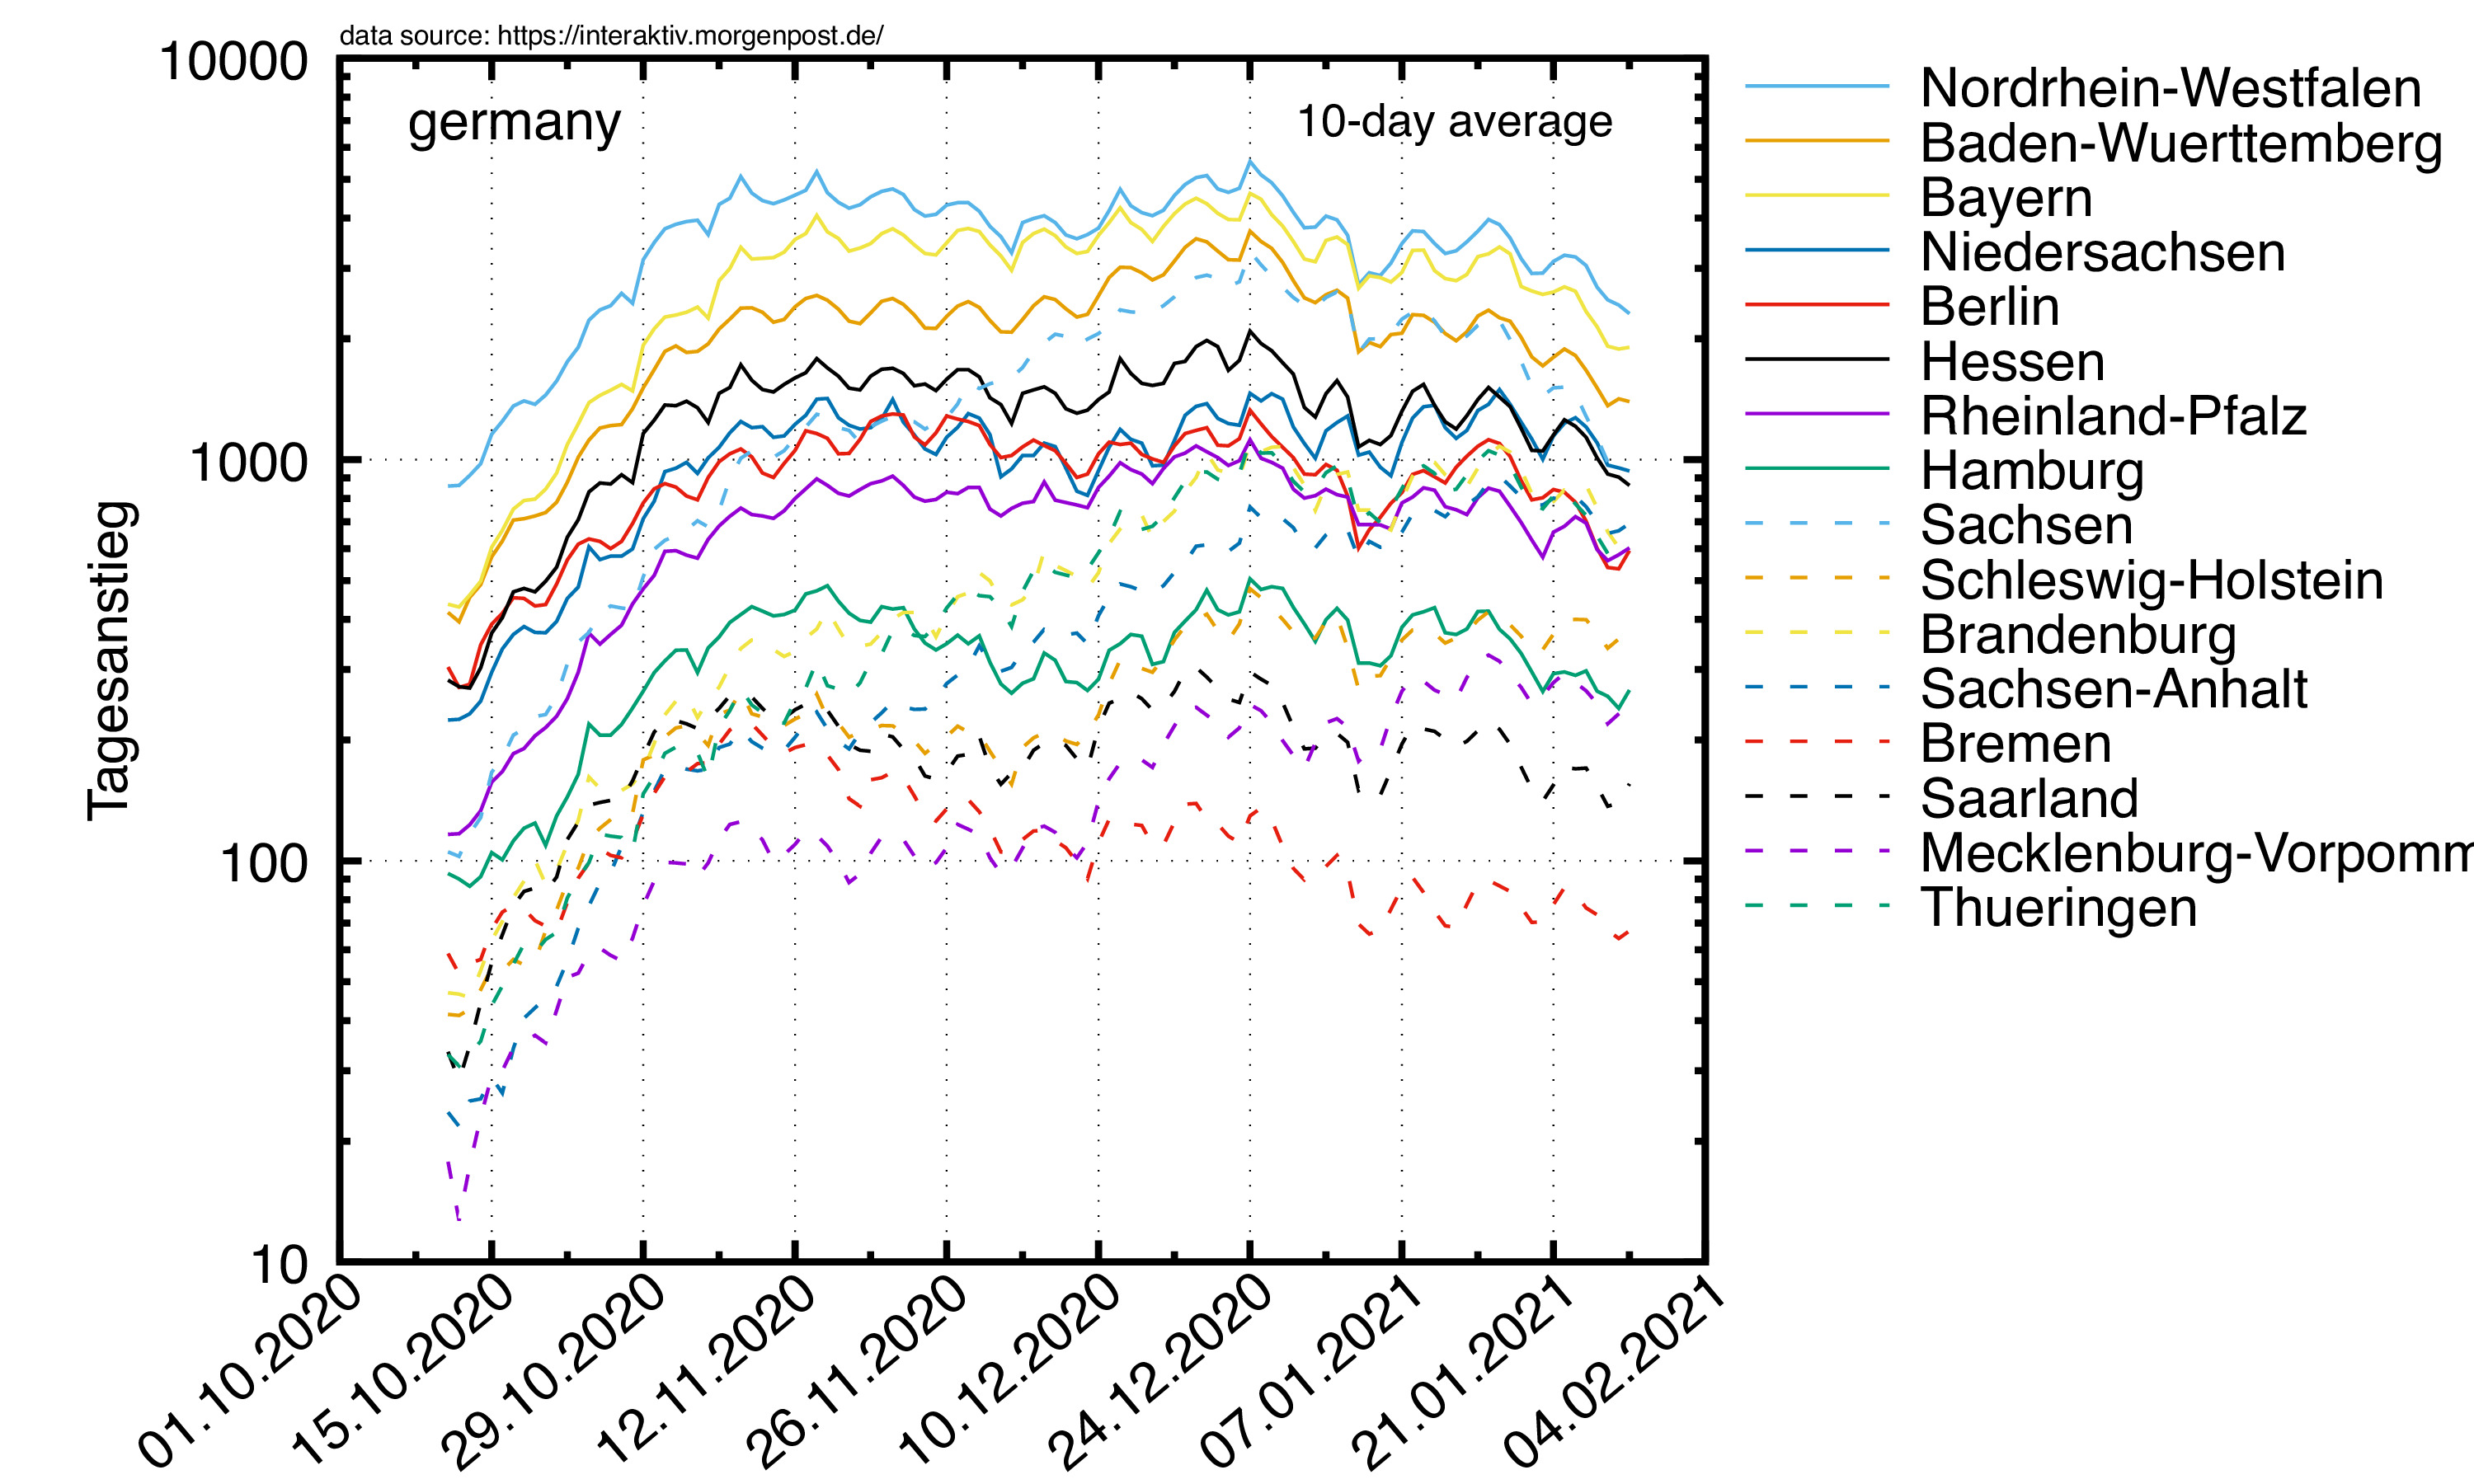 data source: https://interaktiv.morgenpost.de/
10000
germany
10-day average
1000
100
10
Tagesanstieg
01.10.2020
15.10.2020
29.10.2020
12.11.2020
26.11.2020
10.12.2020
24.12.2020
07.01.2021
21.01.2021
04.02.2021
Nordrhein-Westfalen
Baden-Wuerttemberg
Bayern
Niedersachsen
Berlin
Hessen
Rheinland-Pfalz
Hamburg
Sachsen
Schleswig-Holstein
Brandenburg
Sachsen-Anhalt
Bremen
Saarland
Mecklenburg-Vorpomm
Thueringen